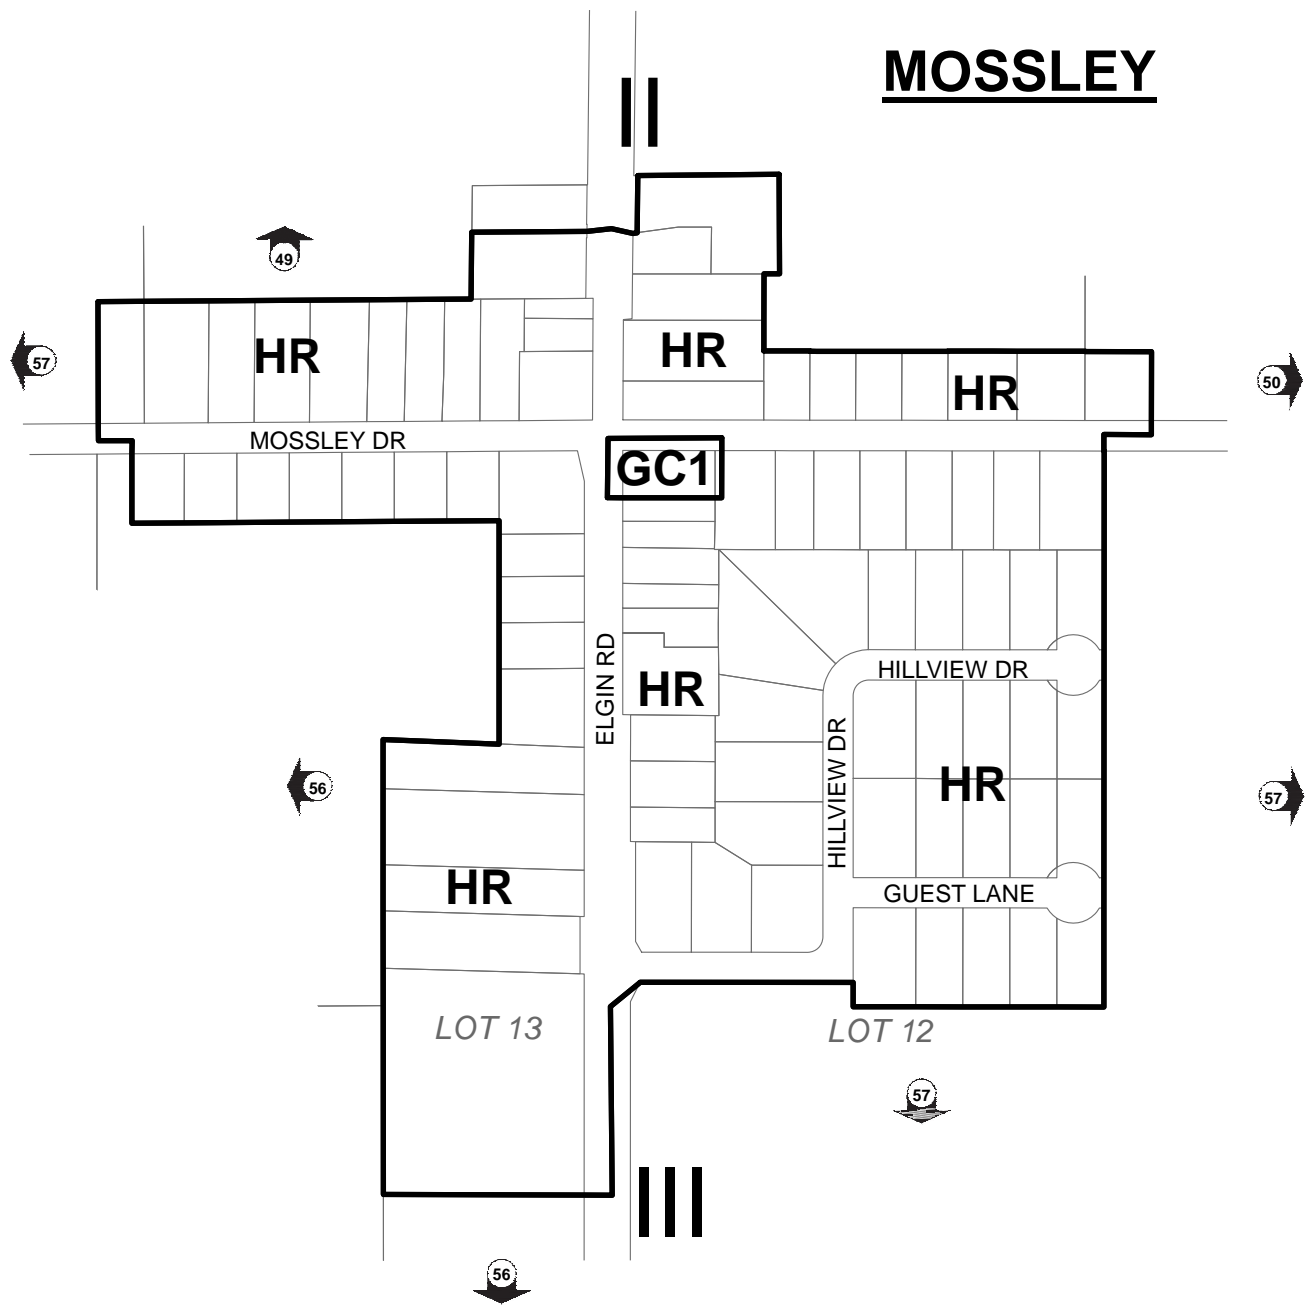 MOSSLEY
II
49
57
HR
HR
HR
50
MOSSLEY DR
GC1
ELGIN RD
HILLVIEW DR
HR
HILLVIEW DR
56
HR
57
HR
GUEST LANE
LOT 13
LOT 12
57
III
56